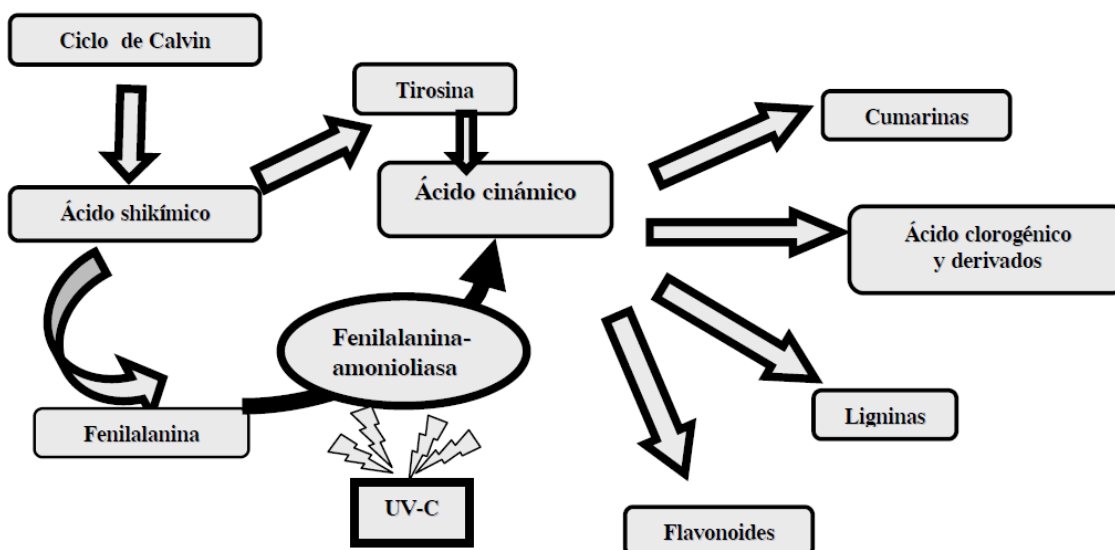 Ciclo de Calvin
Tirosina
Cumarinas
Ácido shikímico
Ácido cinámico
Ácido clorogénico
y derivados
Fenilalanina-
amonioliasa
Fenilalanina
Ligninas
UV-C
Flavonoides